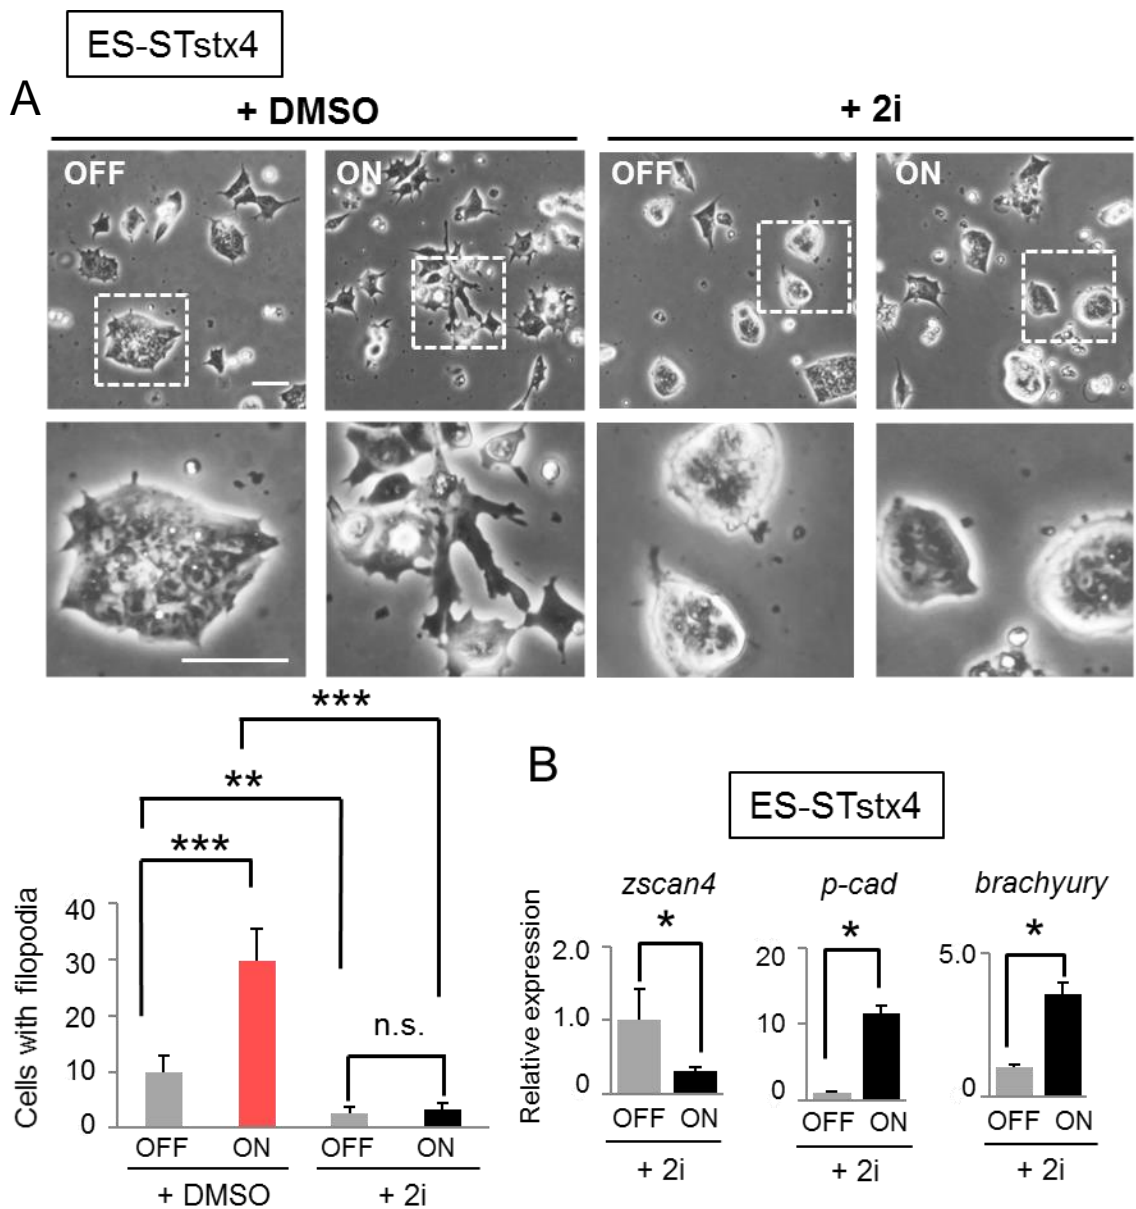 ES-STstx4
A
+ DMSO
+ 2i
OFF
ON
OFF
ON
***
**
***
n.s.
Cells with filopodia
40
30
20
10
0
OFF
ON
OFF
ON
+ DMSO
+ 2i
B
ES-STstx4
zscan4
p-cad
brachyury
*
*
*
Relative expression
2.0
1.0
0
20
10
0
5.0
0
OFF ON
OFF ON
OFF ON
+ 2i
+ 2i
+ 2i